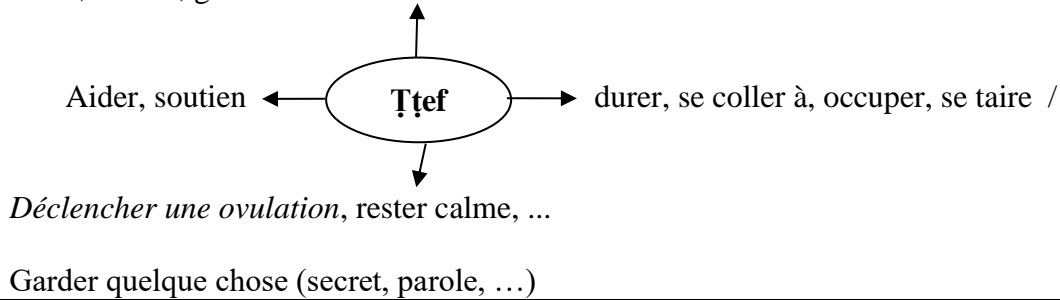 Aider, soutien Ṭṭef durer, se coller à, occuper, se taire /
Déclencher une ovulation, rester calme, ...
Garder quelque chose (secret, parole, …)